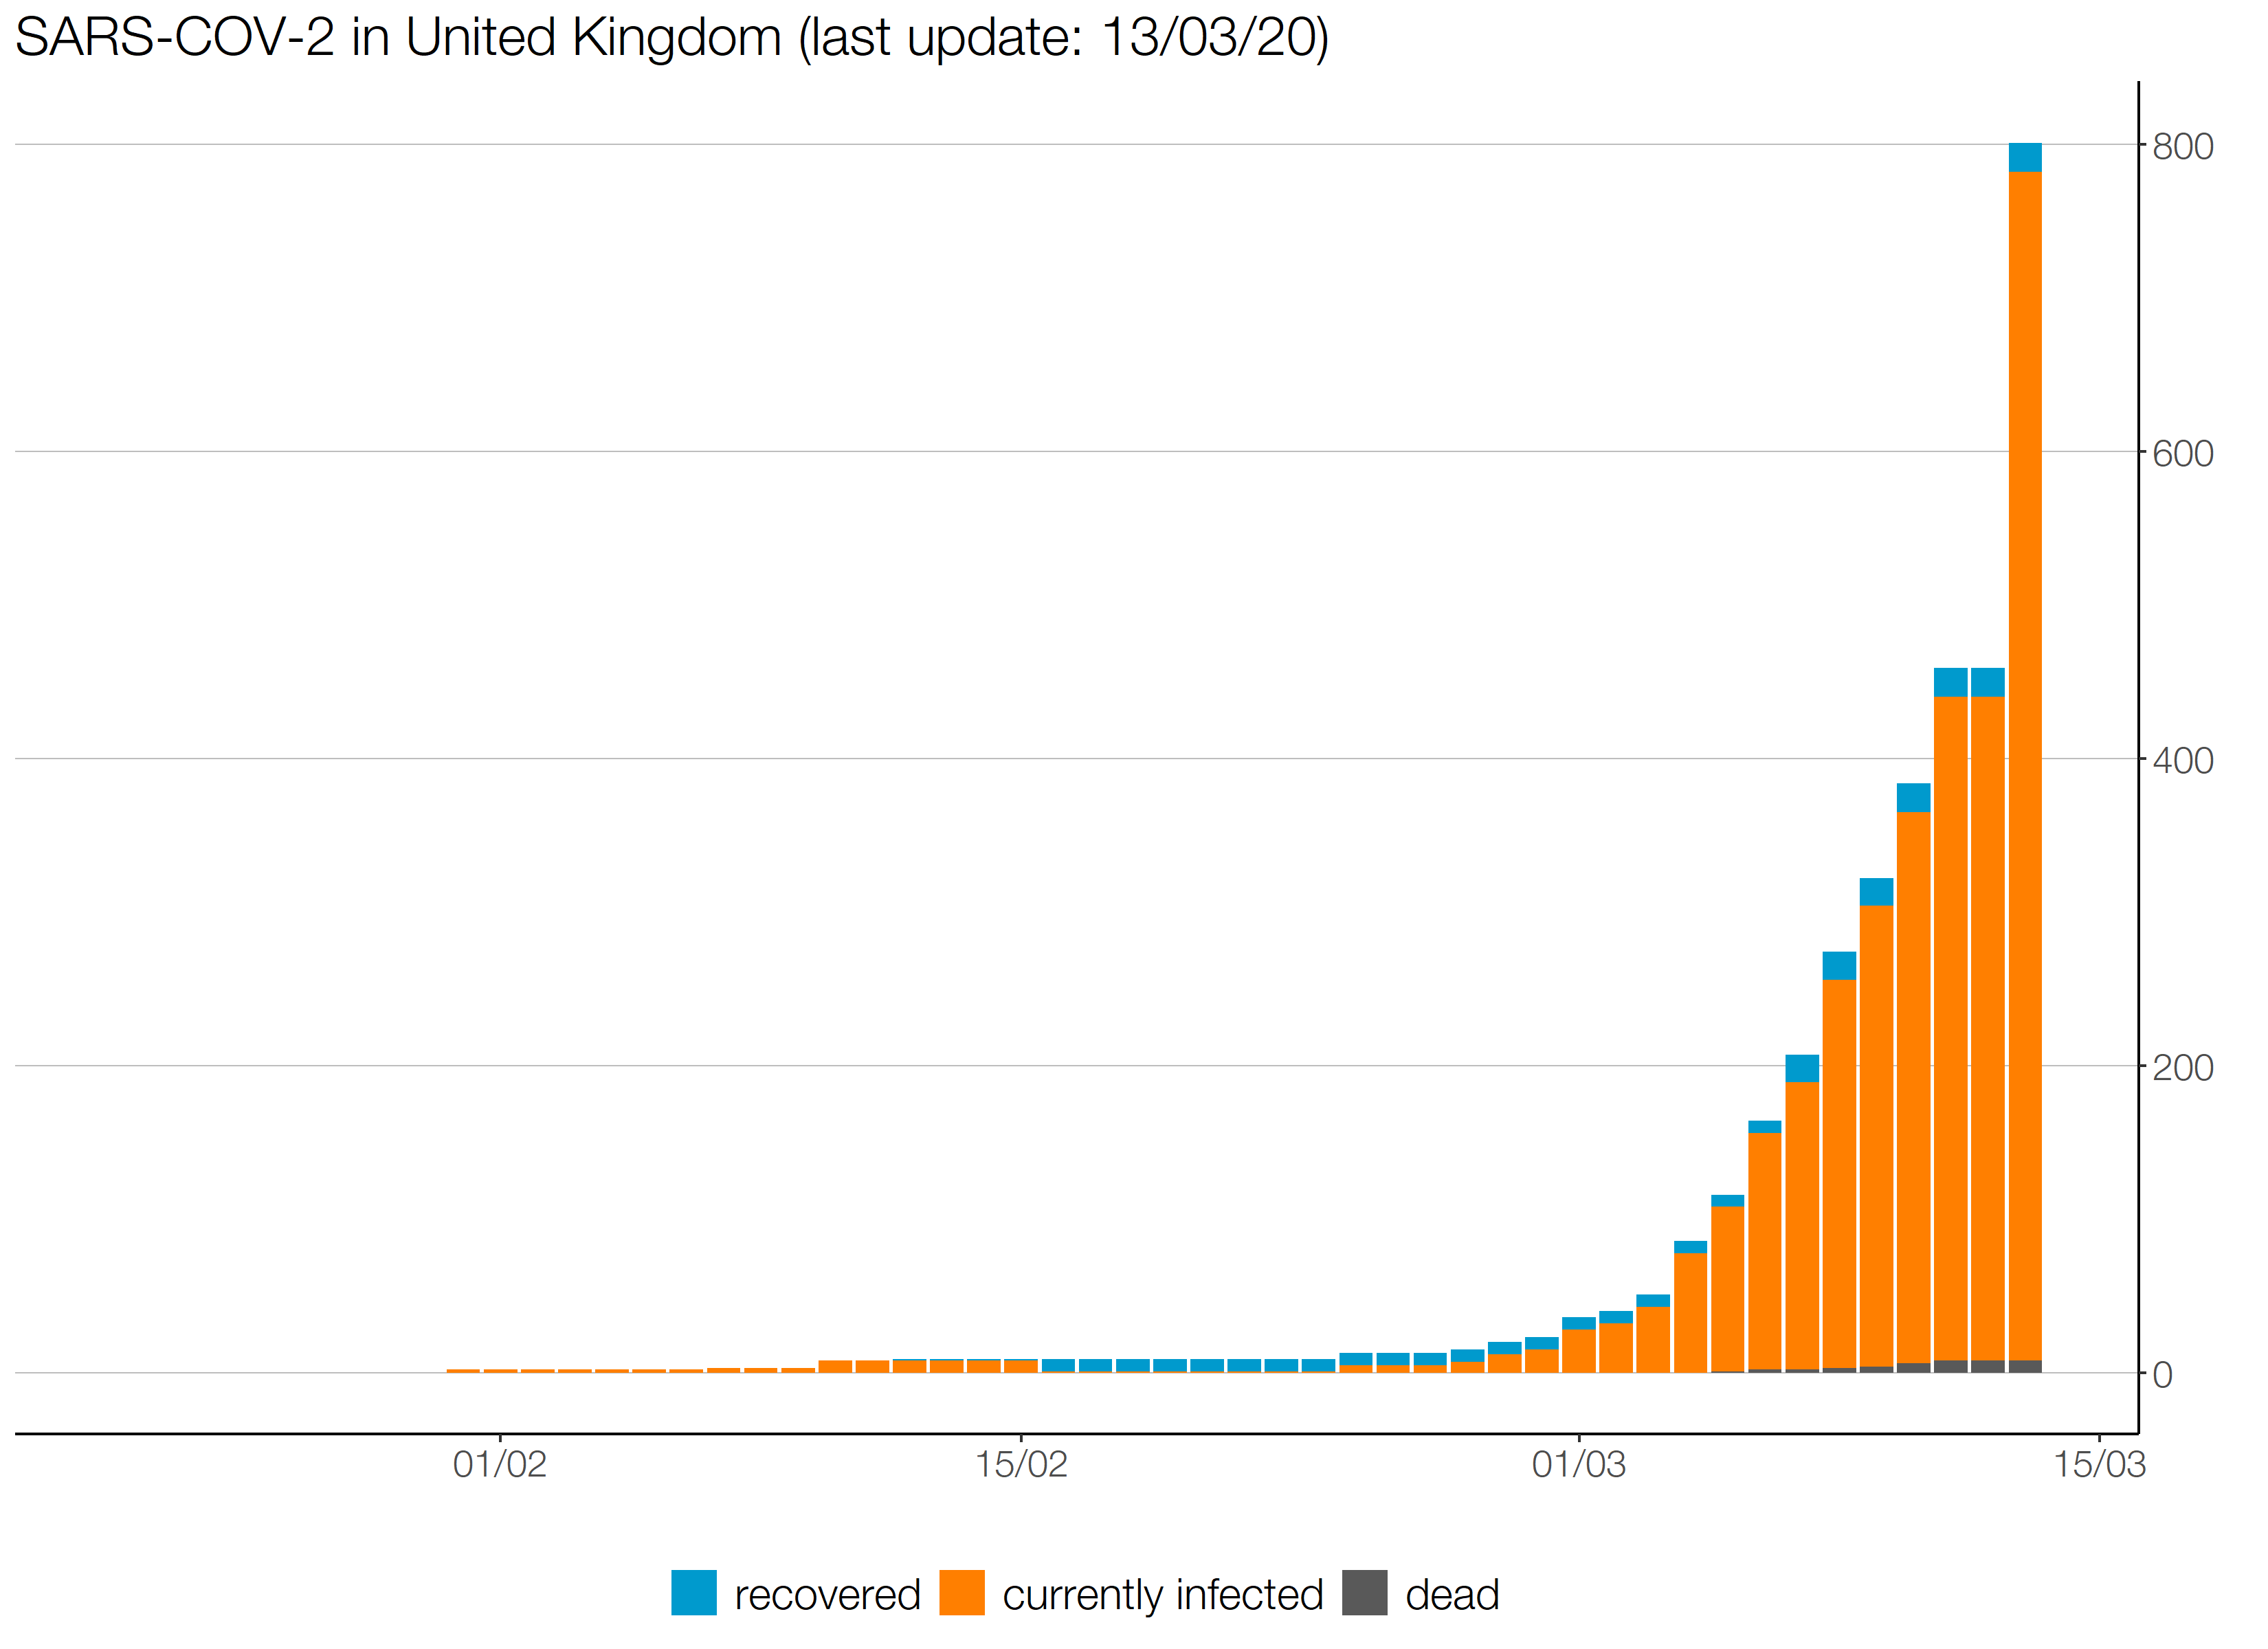 SARS-COV-2 in United Kingdom (last update: 13/03/20)
800
600
400
200
0
01/02 15/02 01/03 15/03
recovered currently infected dead